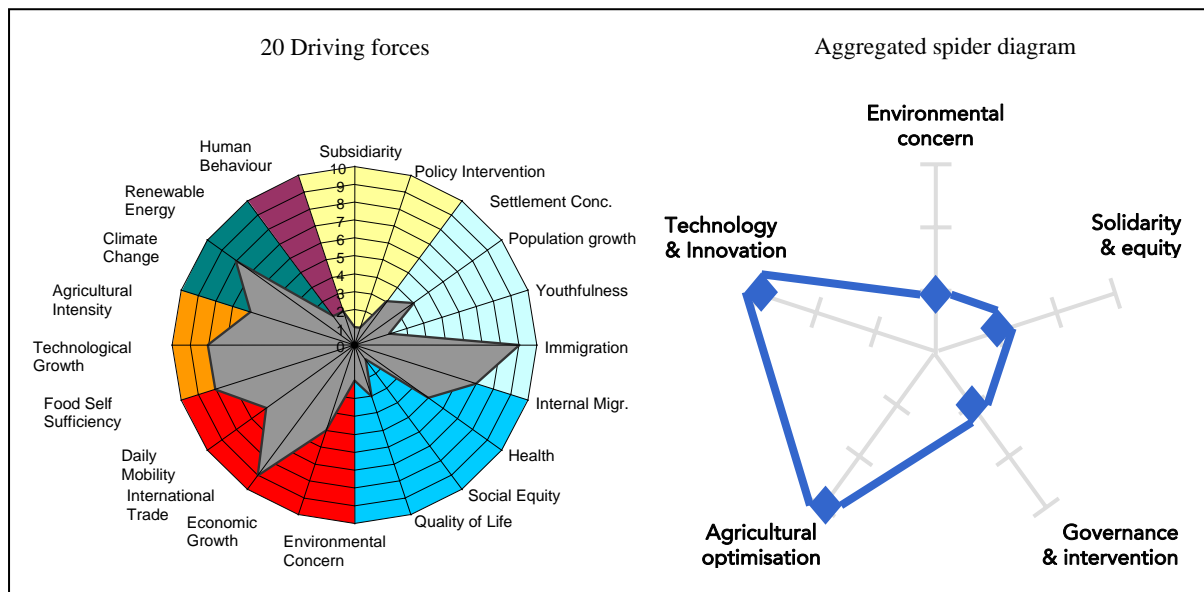 20 Driving forces
Aggregated spider diagram
Subsidiarity
Policy Intervention
Settlement Conc.
Population growth
Youthfulness
Immigration
Internal Migr.
Health
Social Equity
Quality of Life
Environmental
Concern
Economic
Growth
International
Trade
Daily
Mobility
Food Self
Sufficiency
Technological
Growth
Agricultural
Intensity
Climate
Change
Renewable
Energy
Human
Behaviour
10
9
8
7
6
5
4
3
2
1
0
Environmental
concern
Solidarity
& equity
Governance
& intervention
Agricultural
optimisation
Technology
& Innovation